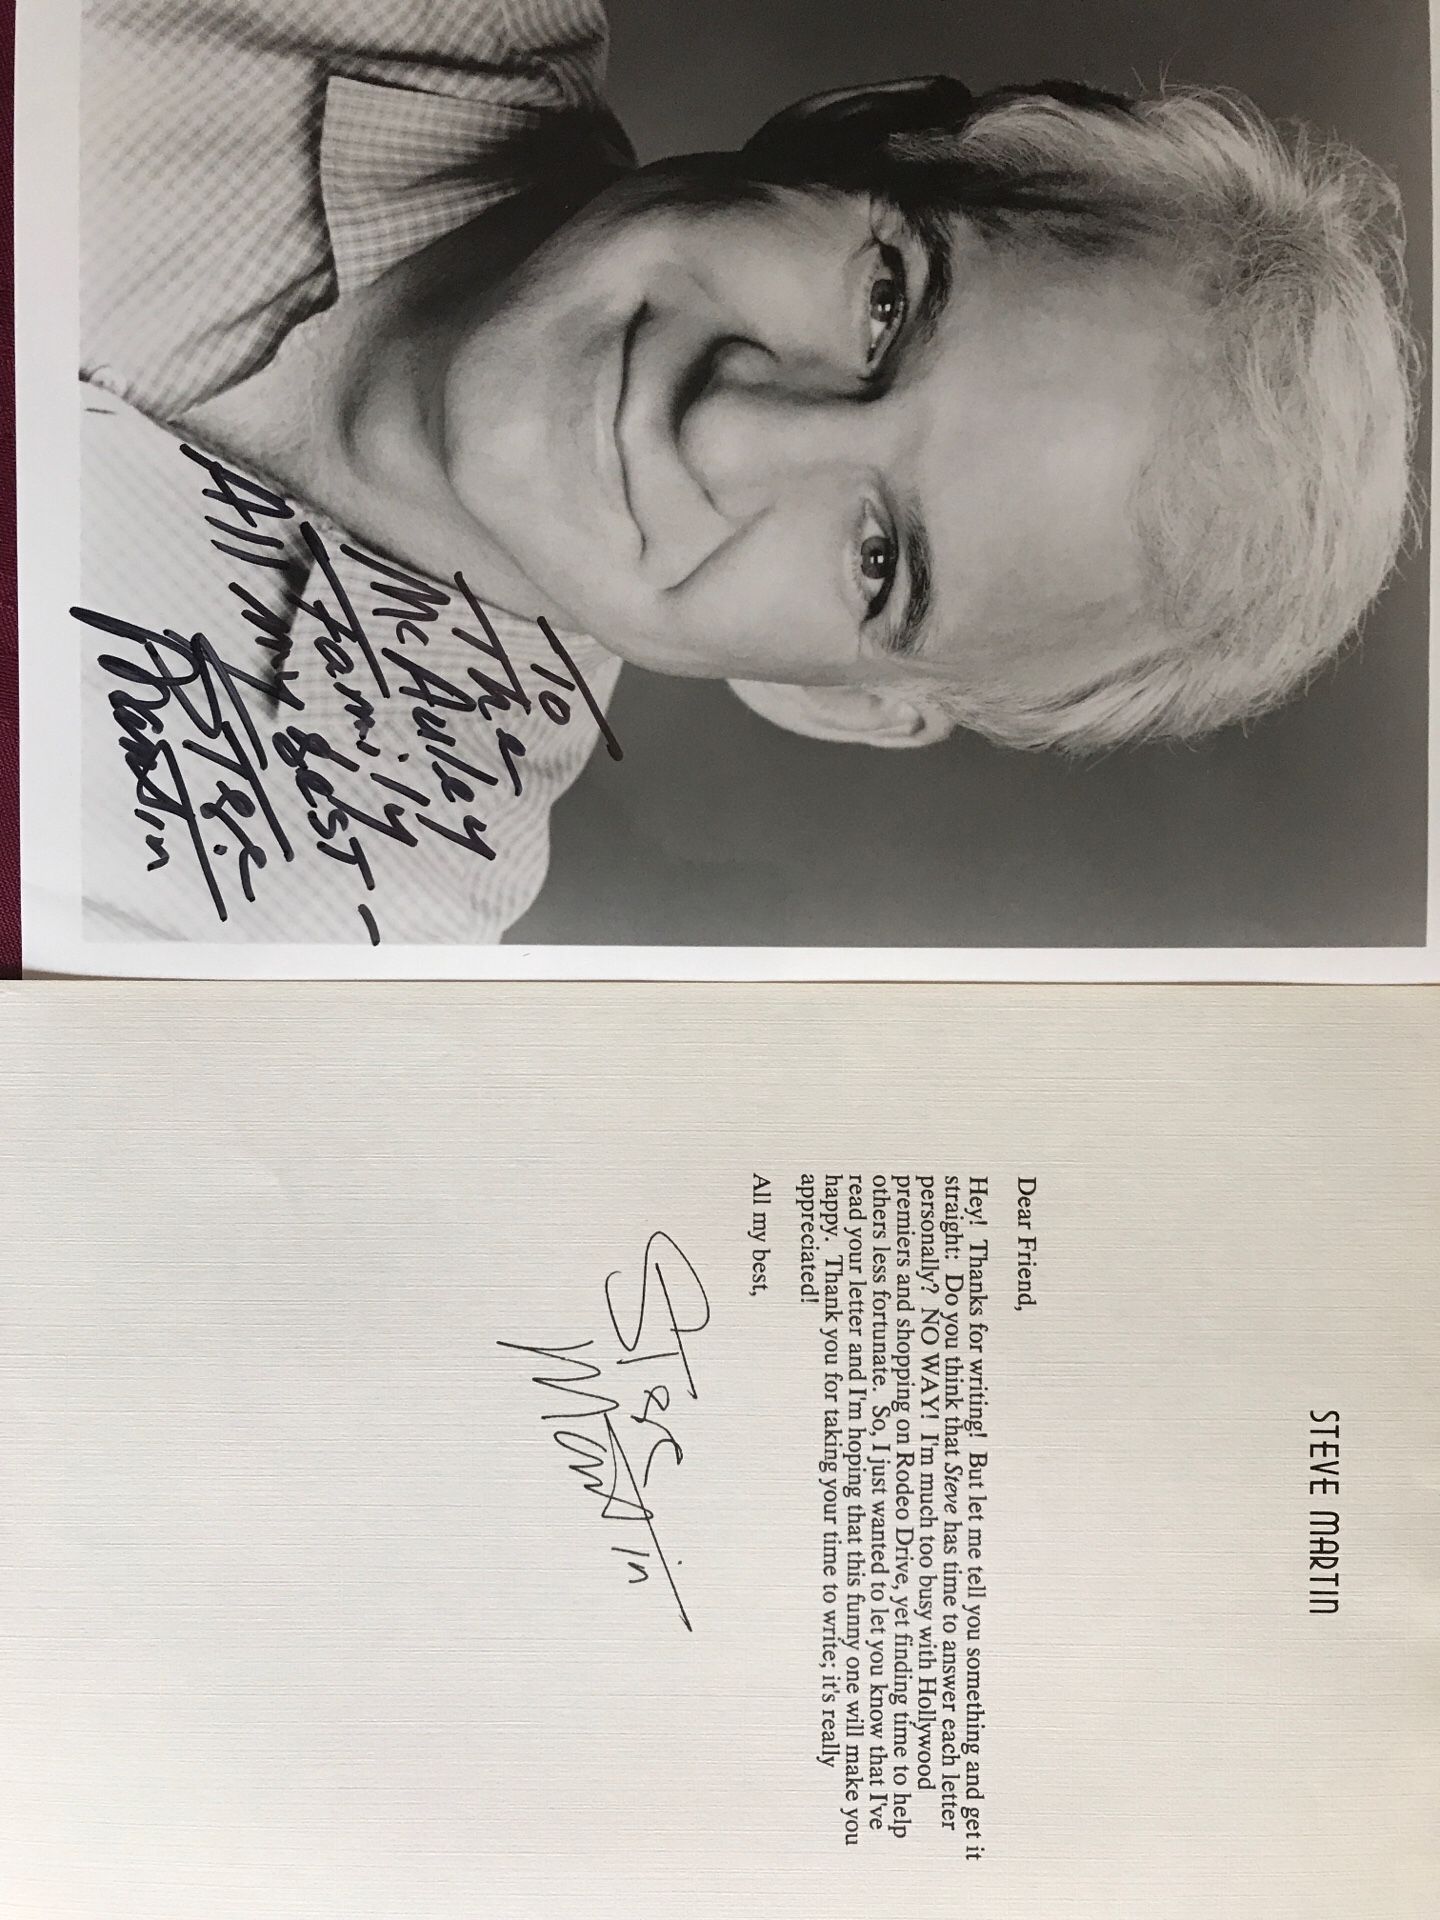 To
The
McAuley
Family
All my best -
Steve
Martin
STEVE MARTIN
Dear Friend,
Hey!  Thanks for writing!  But let me tell you something and get it
straight:  Do you think that Steve has time to answer each letter
personally?  NO WAY!  I'm much too busy with Hollywood
premiers and shopping on Rodeo Drive, yet finding time to help
others less fortunate.  So, I just wanted to let you know that I've
read your letter and I'm hoping that this funny one will make you
happy.  Thank you for taking your time to write; it's really
appreciated!
All my best,
Steve
Martin